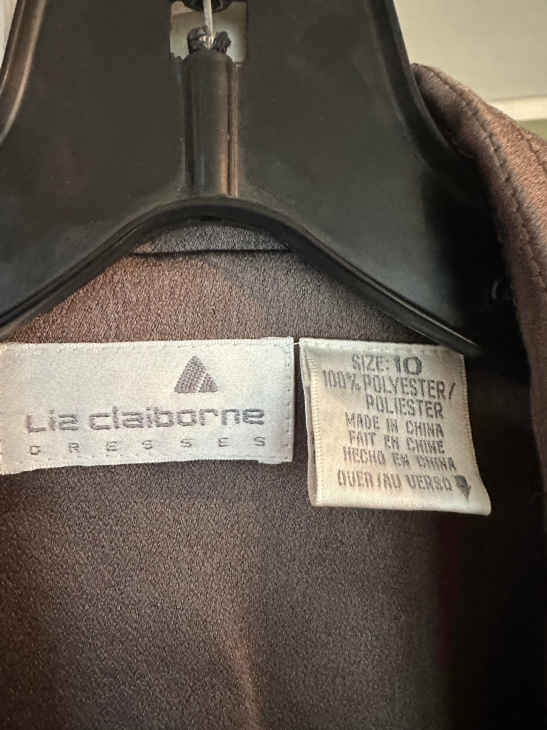 Liz claiborne
DRESSES
SIZE: 10
100% POLYESTER/
POLIESTER
MADE IN CHINA
FAIT EN CHINE
HECHO EN CHINA
OVER/AU VERSO